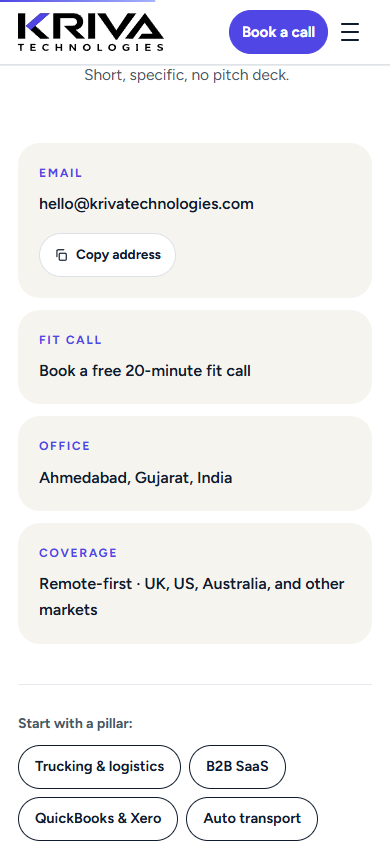 KRIVA
TECHNOLOGIES
Book a call
Short, specific, no pitch deck.
EMAIL
hello@krivatechnologies.com
Copy address
FIT CALL
Book a free 20-minute fit call
OFFICE
Ahmedabad, Gujarat, India
COVERAGE
Remote-first · UK, US, Australia, and other
markets
Start with a pillar:
Trucking & logistics
B2B SaaS
QuickBooks & Xero
Auto transport